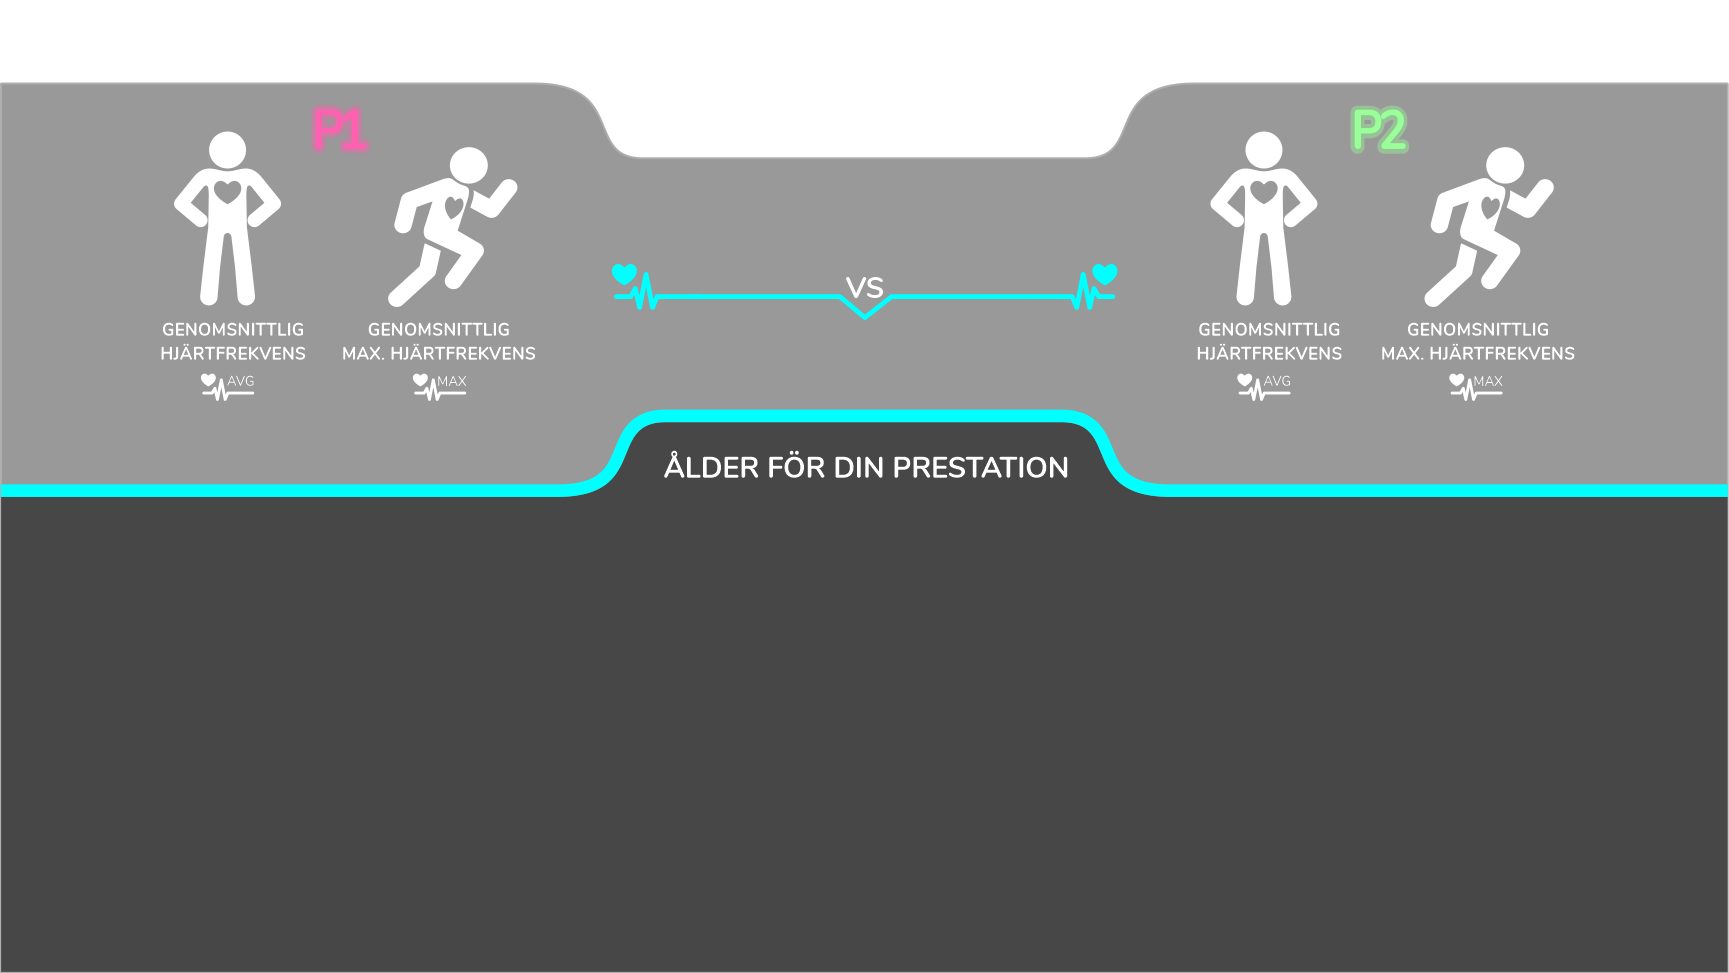 P1
GENOMSNITTLIG
HJÄRTFREKVENS
AVG
GENOMSNITTLIG
MAX. HJÄRTFREKVENS
MAX
VS
P2
GENOMSNITTLIG
HJÄRTFREKVENS
AVG
GENOMSNITTLIG
MAX. HJÄRTFREKVENS
MAX
ÅLDER FÖR DIN PRESTATION